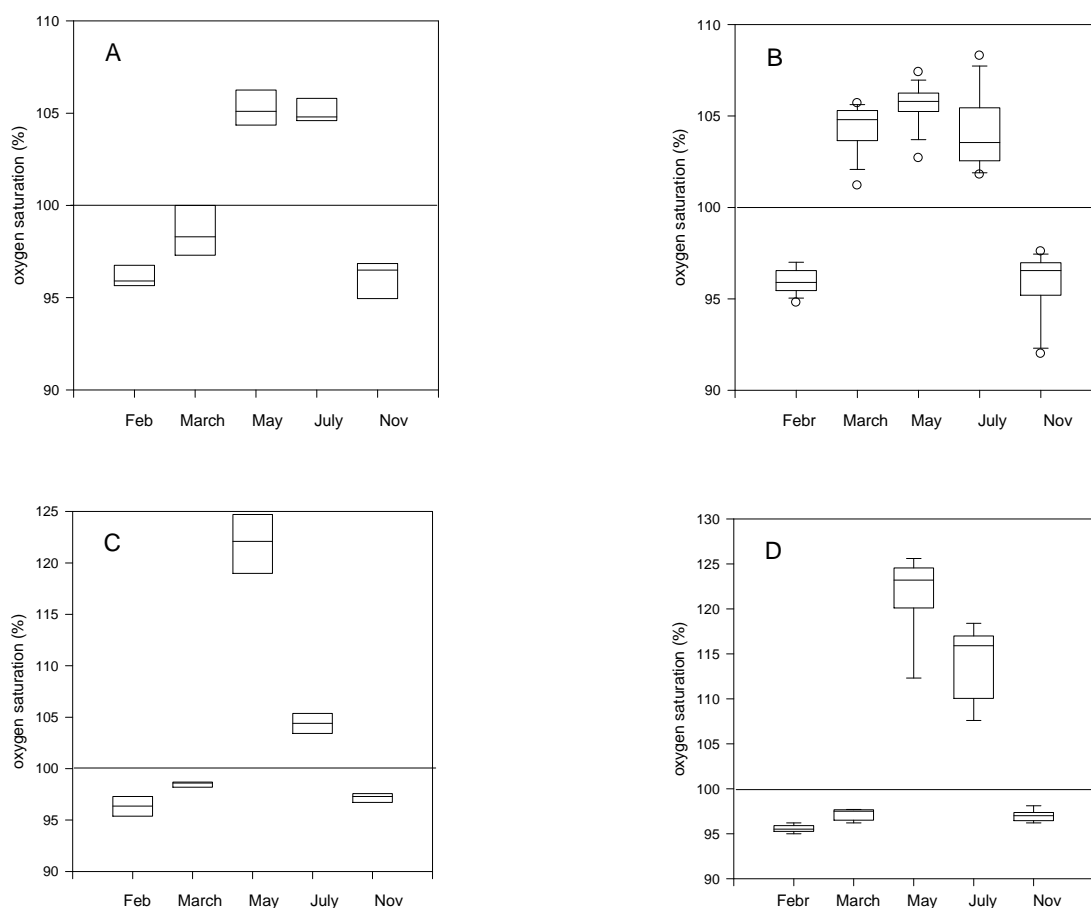 A
oxygen saturation (%)
110
105
100
95
90
Feb March May July Nov
B
oxygen saturation (%)
110
105
100
95
90
Febr March May July Nov
C
oxygen saturation (%)
125
120
115
110
105
100
95
90
Feb March May July Nov
D
oxygen saturation (%)
130
125
120
115
110
105
100
95
90
Febr March May July Nov